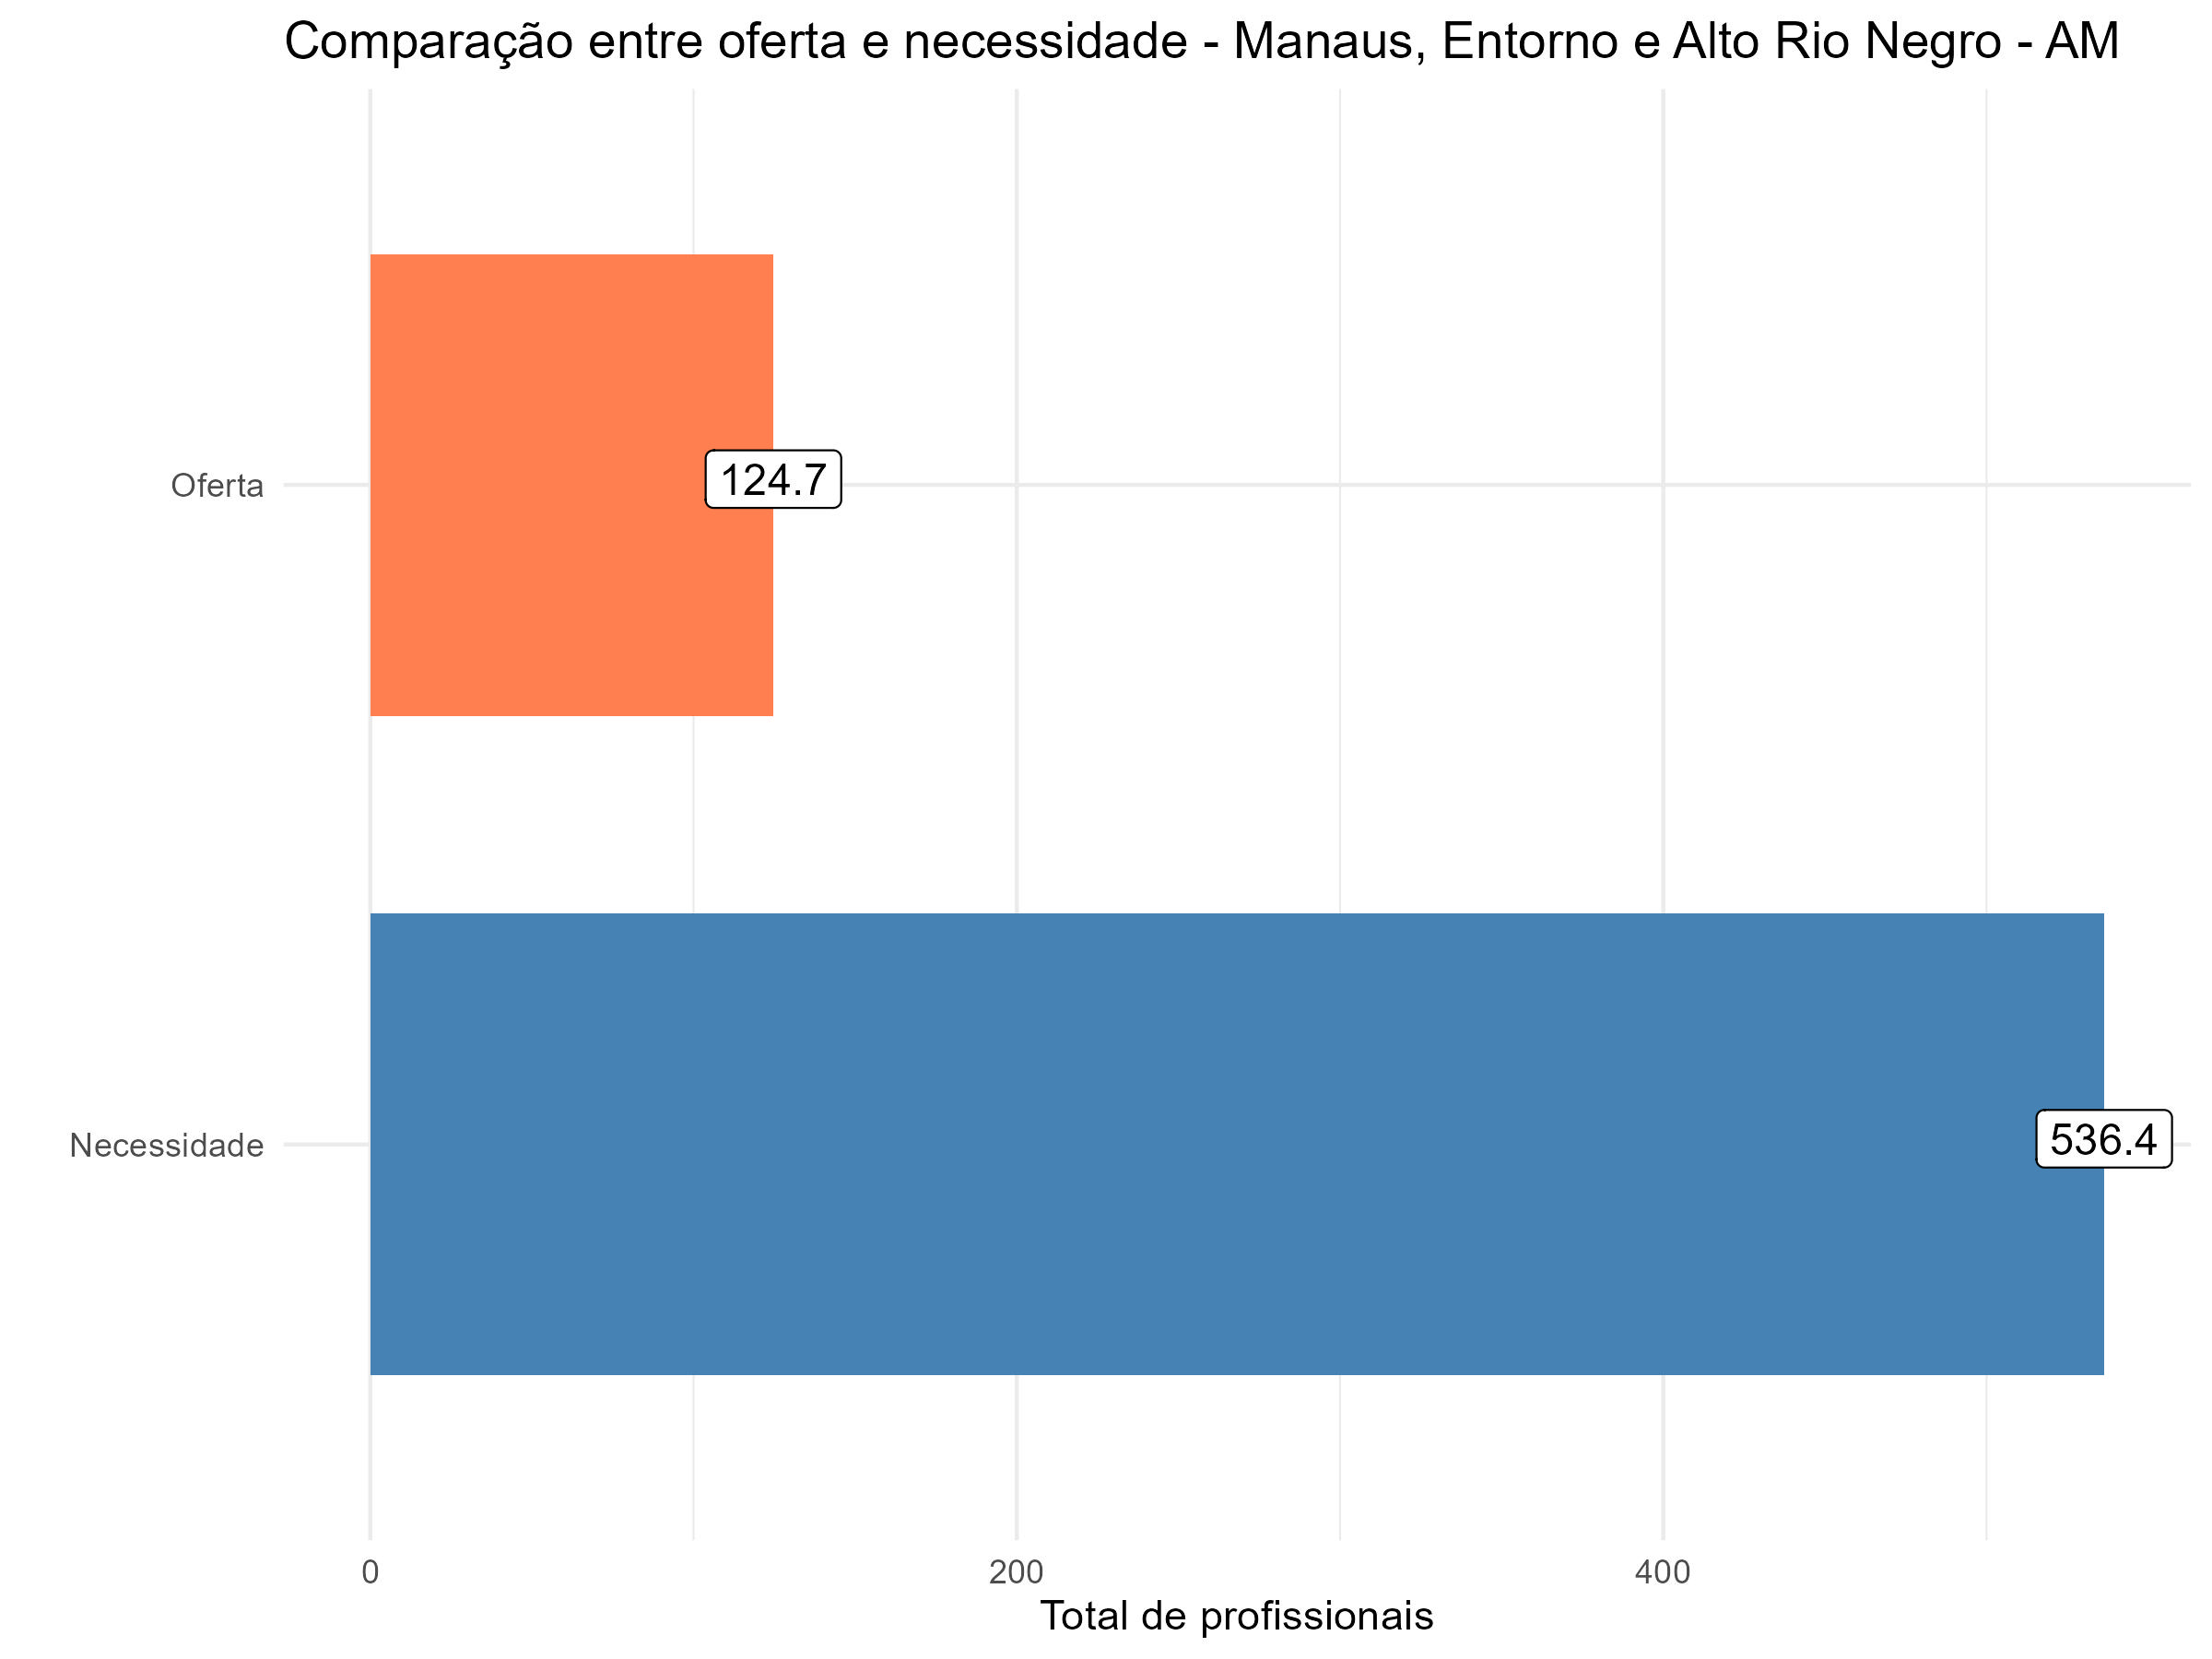 Comparação entre oferta e necessidade - Manaus, Entorno e Alto Rio Negro - AM
Oferta
124.7
Necessidade
536.4
0
200
400
Total de profissionais